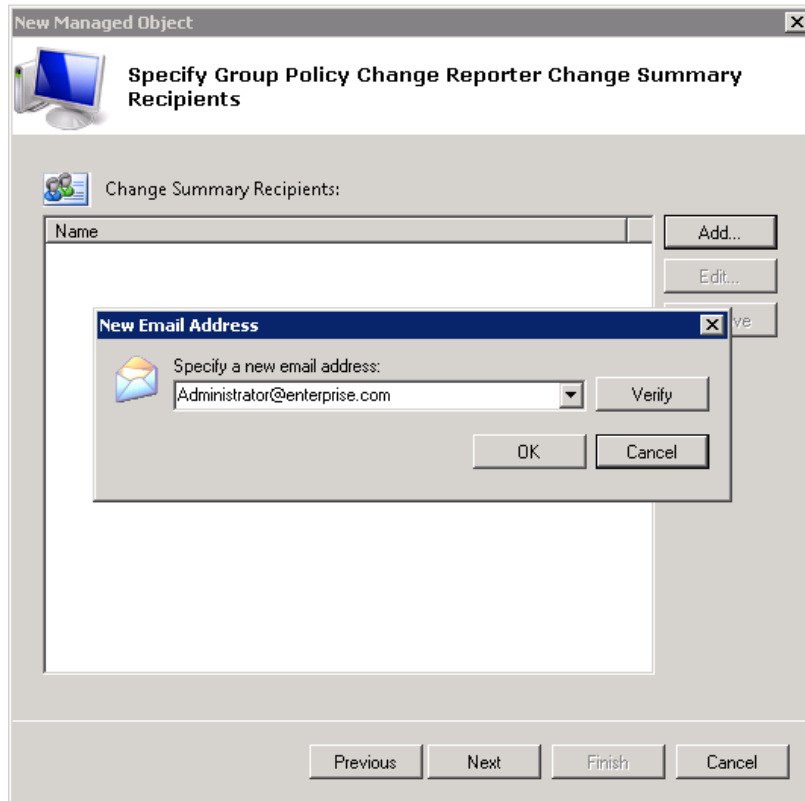 New Managed Object
Specify Group Policy Change Reporter Change Summary
Recipients
Change Summary Recipients:
Name
Add...
Edit...
New Email Address
Specify a new email address:
Administrator@enterprise.com
Verify
OK
Cancel
Previous
Next
Finish
Cancel